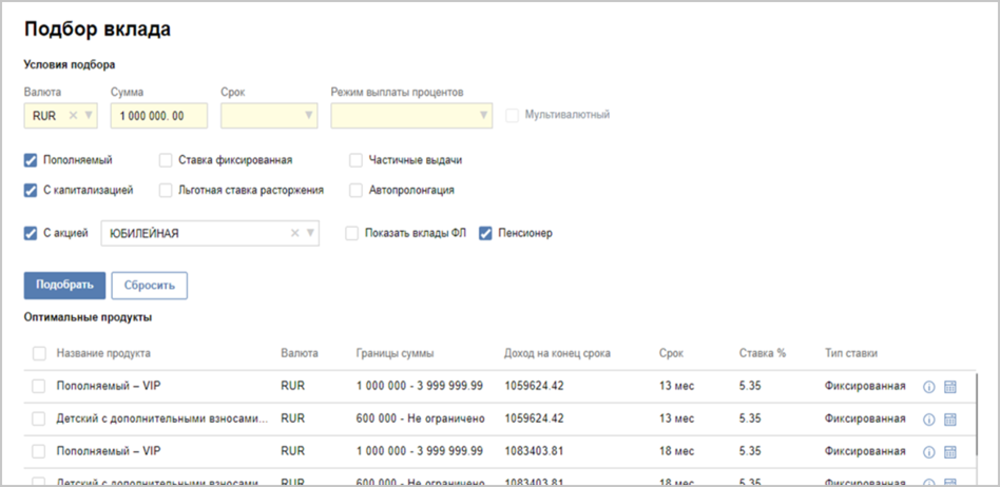 Подбор вклада
Условия подбора
Валюта Сумма Срок Режим выплаты процентов
RUR 1 000 000. 00 Мультивалютный
Пополняемый Ставка фиксированная Частичные выдачи
С капитализацией Льготная ставка расторжения Автопролонгация
С акцией ЮБИЛЕЙНАЯ Показать вклады ФЛ Пенсионер
Подобрать Сбросить
Оптимальные продукты
Название продукта Валюта Границы суммы Доход на конец срока Срок Ставка % Тип ставки
Пополняемый – VIP RUR 1 000 000 - 3 999 999.99 1059624.42 13 мес 5.35 Фиксированная
Детский с дополнительными взносами... RUR 600 000 - Не ограничено 1059624.42 13 мес 5.35 Фиксированная
Пополняемый – VIP RUR 1 000 000 - 3 999 999.99 1083403.81 18 мес 5.35 Фиксированная
Детский с дополнительными взносами... RUR 600 000 - Не ограничено 1083403.81 18 мес 5.35 Фиксированная